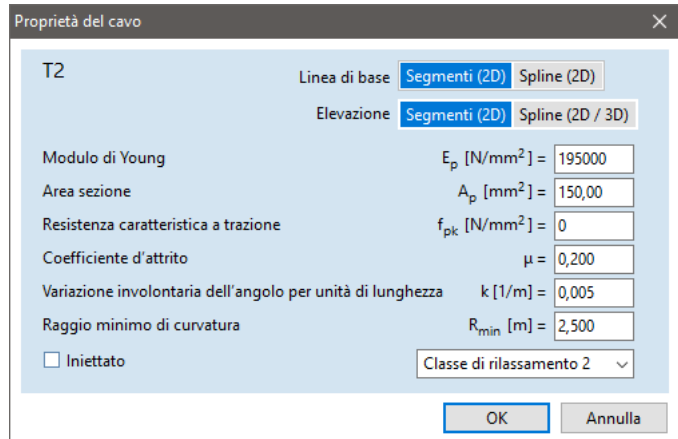 Proprietà del cavo
T2
Linea di base Segmenti (2D) Spline (2D)
Elevazione Segmenti (2D) Spline (2D / 3D)
Modulo di Young Ep [N/mm²] = 195000
Area sezione Ap [mm²] = 150,00
Resistenza caratteristica a trazione fpk [N/mm²] = 0
Coefficiente d'attrito μ = 0,200
Variazione involontaria dell'angolo per unità di lunghezza k [1/m] = 0,005
Raggio minimo di curvatura Rmin [m] = 2,500
Iniettato Classe di rilassamento 2
OK Annulla